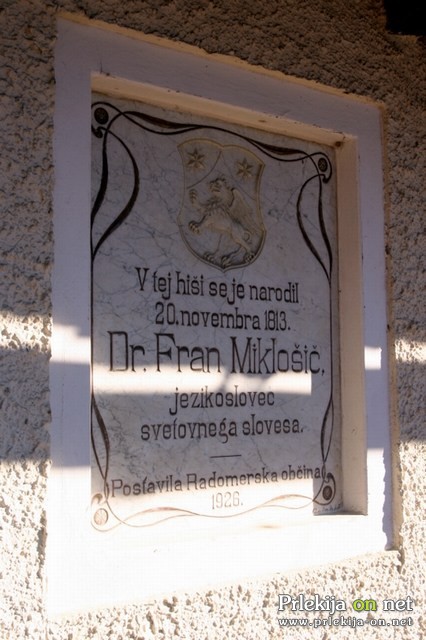 V tej hiši se je narodil
20. novembra 1813.
Dr. Fran Miklošič,
jezikoslovec
svetovnega slovesa.
Postavila Radomerska občina
1926.
Prlekija on net
www.prlekija-on.net